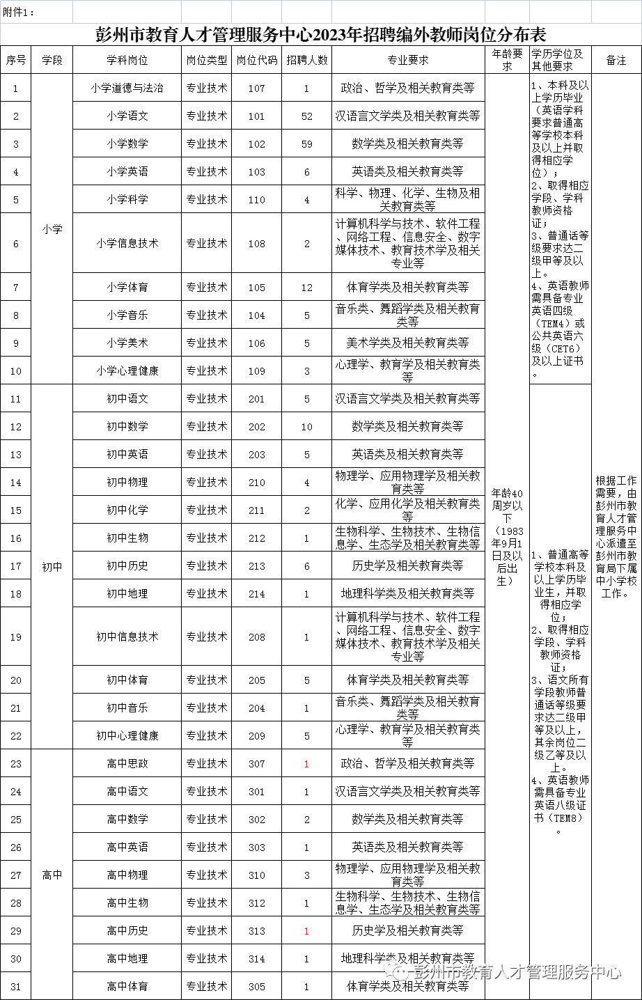 附件1：
彭州市教育人才管理服务中心2023年招聘编外教师岗位分布表
序号 学段 学科岗位 岗位类型 岗位代码 招聘人数 专业要求 年龄要求 学历学位及其他要求 备注
小学
1 小学道德与法治 专业技术 107 1 政治、哲学及相关教育类等
2 小学语文 专业技术 101 52 汉语言文学类及相关教育类等
3 小学数学 专业技术 102 59 数学类及相关教育类等
4 小学英语 专业技术 103 6 英语类及相关教育类等
5 小学科学 专业技术 110 4 科学、物理、化学、生物及相
关教育类等
6 小学信息技术 专业技术 108 2 计算机科学与技术、软件工程
、网络工程、信息安全、数字
媒体技术、教育技术学及相关
专业等
7 小学体育 专业技术 105 12 体育学类及相关教育类等
8 小学音乐 专业技术 104 5 音乐类、舞蹈学类及相关教育
类等
9 小学美术 专业技术 106 5 美术学类及相关教育类等
10 小学心理健康 专业技术 109 3 心理学、教育学及相关教育类
等
初中
11 初中语文 专业技术 201 5 汉语言文学类及相关教育类等
12 初中数学 专业技术 202 10 数学类及相关教育类等
13 初中英语 专业技术 203 5 英语类及相关教育类等
14 初中物理 专业技术 210 4 物理学、应用物理学及相关教
育类等
15 初中化学 专业技术 211 2 化学、应用化学及相关教育类
等
16 初中生物 专业技术 212 1 生物科学、生物技术、生物信
息学、生态学及相关教育类等
17 初中历史 专业技术 213 6 历史学及相关教育类等
18 初中地理 专业技术 214 1 地理科学类及相关教育类等
19 初中信息技术 专业技术 208 1 计算机科学与技术、软件工程
、网络工程、信息安全、数字
媒体技术、教育技术学及相关
专业等
20 初中体育 专业技术 205 5 体育学类及相关教育类等
21 初中音乐 专业技术 204 1 音乐类、舞蹈学类及相关教育
类等
22 初中心理健康 专业技术 209 5 心理学、教育学及相关教育类
等
高中
23 高中思政 专业技术 307 1 政治、哲学及相关教育类等
24 高中语文 专业技术 301 1 汉语言文学类及相关教育类等
25 高中数学 专业技术 302 2 数学类及相关教育类等
26 高中英语 专业技术 303 1 英语类及相关教育类等
27 高中物理 专业技术 310 3 物理学、应用物理学及相关教
育类等
28 高中生物 专业技术 312 1 生物科学、生物技术、生物信
息学、生态学及相关教育类等
29 高中历史 专业技术 313 1 历史学及相关教育类等
30 高中地理 专业技术 314 1 地理科学类及相关教育类等
31 高中体育 专业技术 305 1 体育学类及相关教育类等
年龄40
周岁以
下
（1983
年9月1
日及以
后出
生）
1、本科及以
上学历毕业
（英语学科
要求普通高
等学校本科
及以上并取
得相应学
位）；
2、取得相应
学段、学科
教师资格
证；
3、普通话等
级要求达二
级甲等及以
上。
4、英语教师
需具备专业
英语四级
（TEM4）或
公共英语六
级（CET6）
及以上证书
。
1、普通高等
学校本科及
以上学历毕
业生，并取
得相应学
位；
2、取得相应
学段、学科
教师资格
证；
3、语文所有
学段教师普
通话等级要
求达二级甲
等及以上，
其余岗位二
级乙等及以
上。
4、英语教师
需具备专业
英语八级证
书（TEM8）
。
根据工作
需要，由
彭州市教
育人才管
理服务中
心派遣至
彭州市教
育局下属
中小学校
工作。
彭州市教育人才管理服务中心